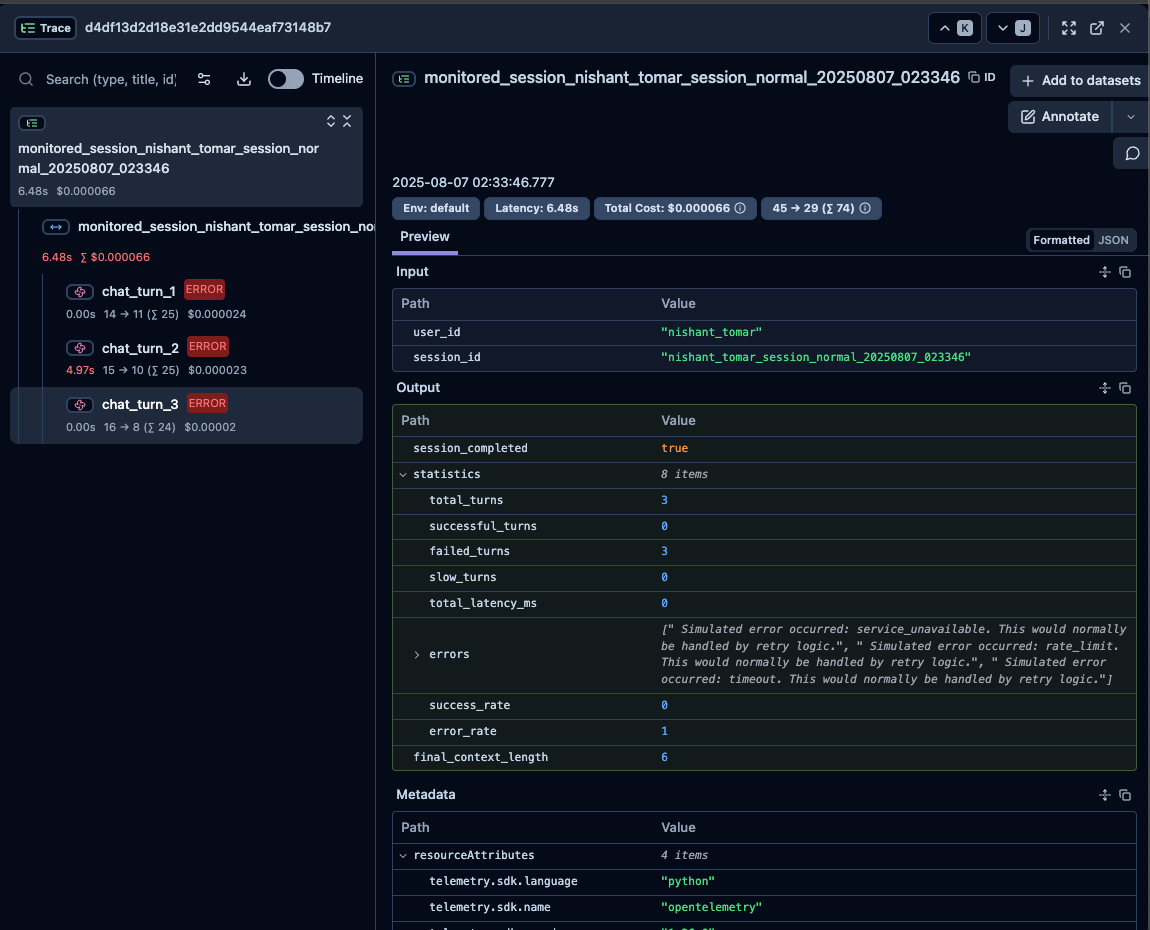 Trace d4df13d2d18e31e2dd9544eaf73148b7 K J
Search (type, title, id) Timeline
monitored_session_nishant_tomar_session_nor
mal_20250807_023346
6.48s $0.000066
monitored_session_nishant_tomar_session_no
6.48s ∑ $0.000066
chat_turn_1 ERROR
0.00s 14 → 11 (∑ 25) $0.000024
chat_turn_2 ERROR
4.97s 15 → 10 (∑ 25) $0.000023
chat_turn_3 ERROR
0.00s 16 → 8 (∑ 24) $0.00002
monitored_session_nishant_tomar_session_normal_20250807_023346 ID
Add to datasets
Annotate
2025-08-07 02:33:46.777
Env: default Latency: 6.48s Total Cost: $0.000066 45 → 29 (∑ 74)
Preview
Formatted JSON
Input
Path Value
user_id "nishant_tomar"
session_id "nishant_tomar_session_normal_20250807_023346"
Output
Path Value
session_completed true
statistics 8 items
total_turns 3
successful_turns 0
failed_turns 3
slow_turns 0
total_latency_ms 0
errors [" Simulated error occurred: service_unavailable. This would normally
be handled by retry logic.", " Simulated error occurred: rate_limit.
This would normally be handled by retry logic.", " Simulated error
occurred: timeout. This would normally be handled by retry logic."]
success_rate 0
error_rate 1
final_context_length 6
Metadata
Path Value
resourceAttributes 4 items
telemetry.sdk.language "python"
telemetry.sdk.name "opentelemetry"